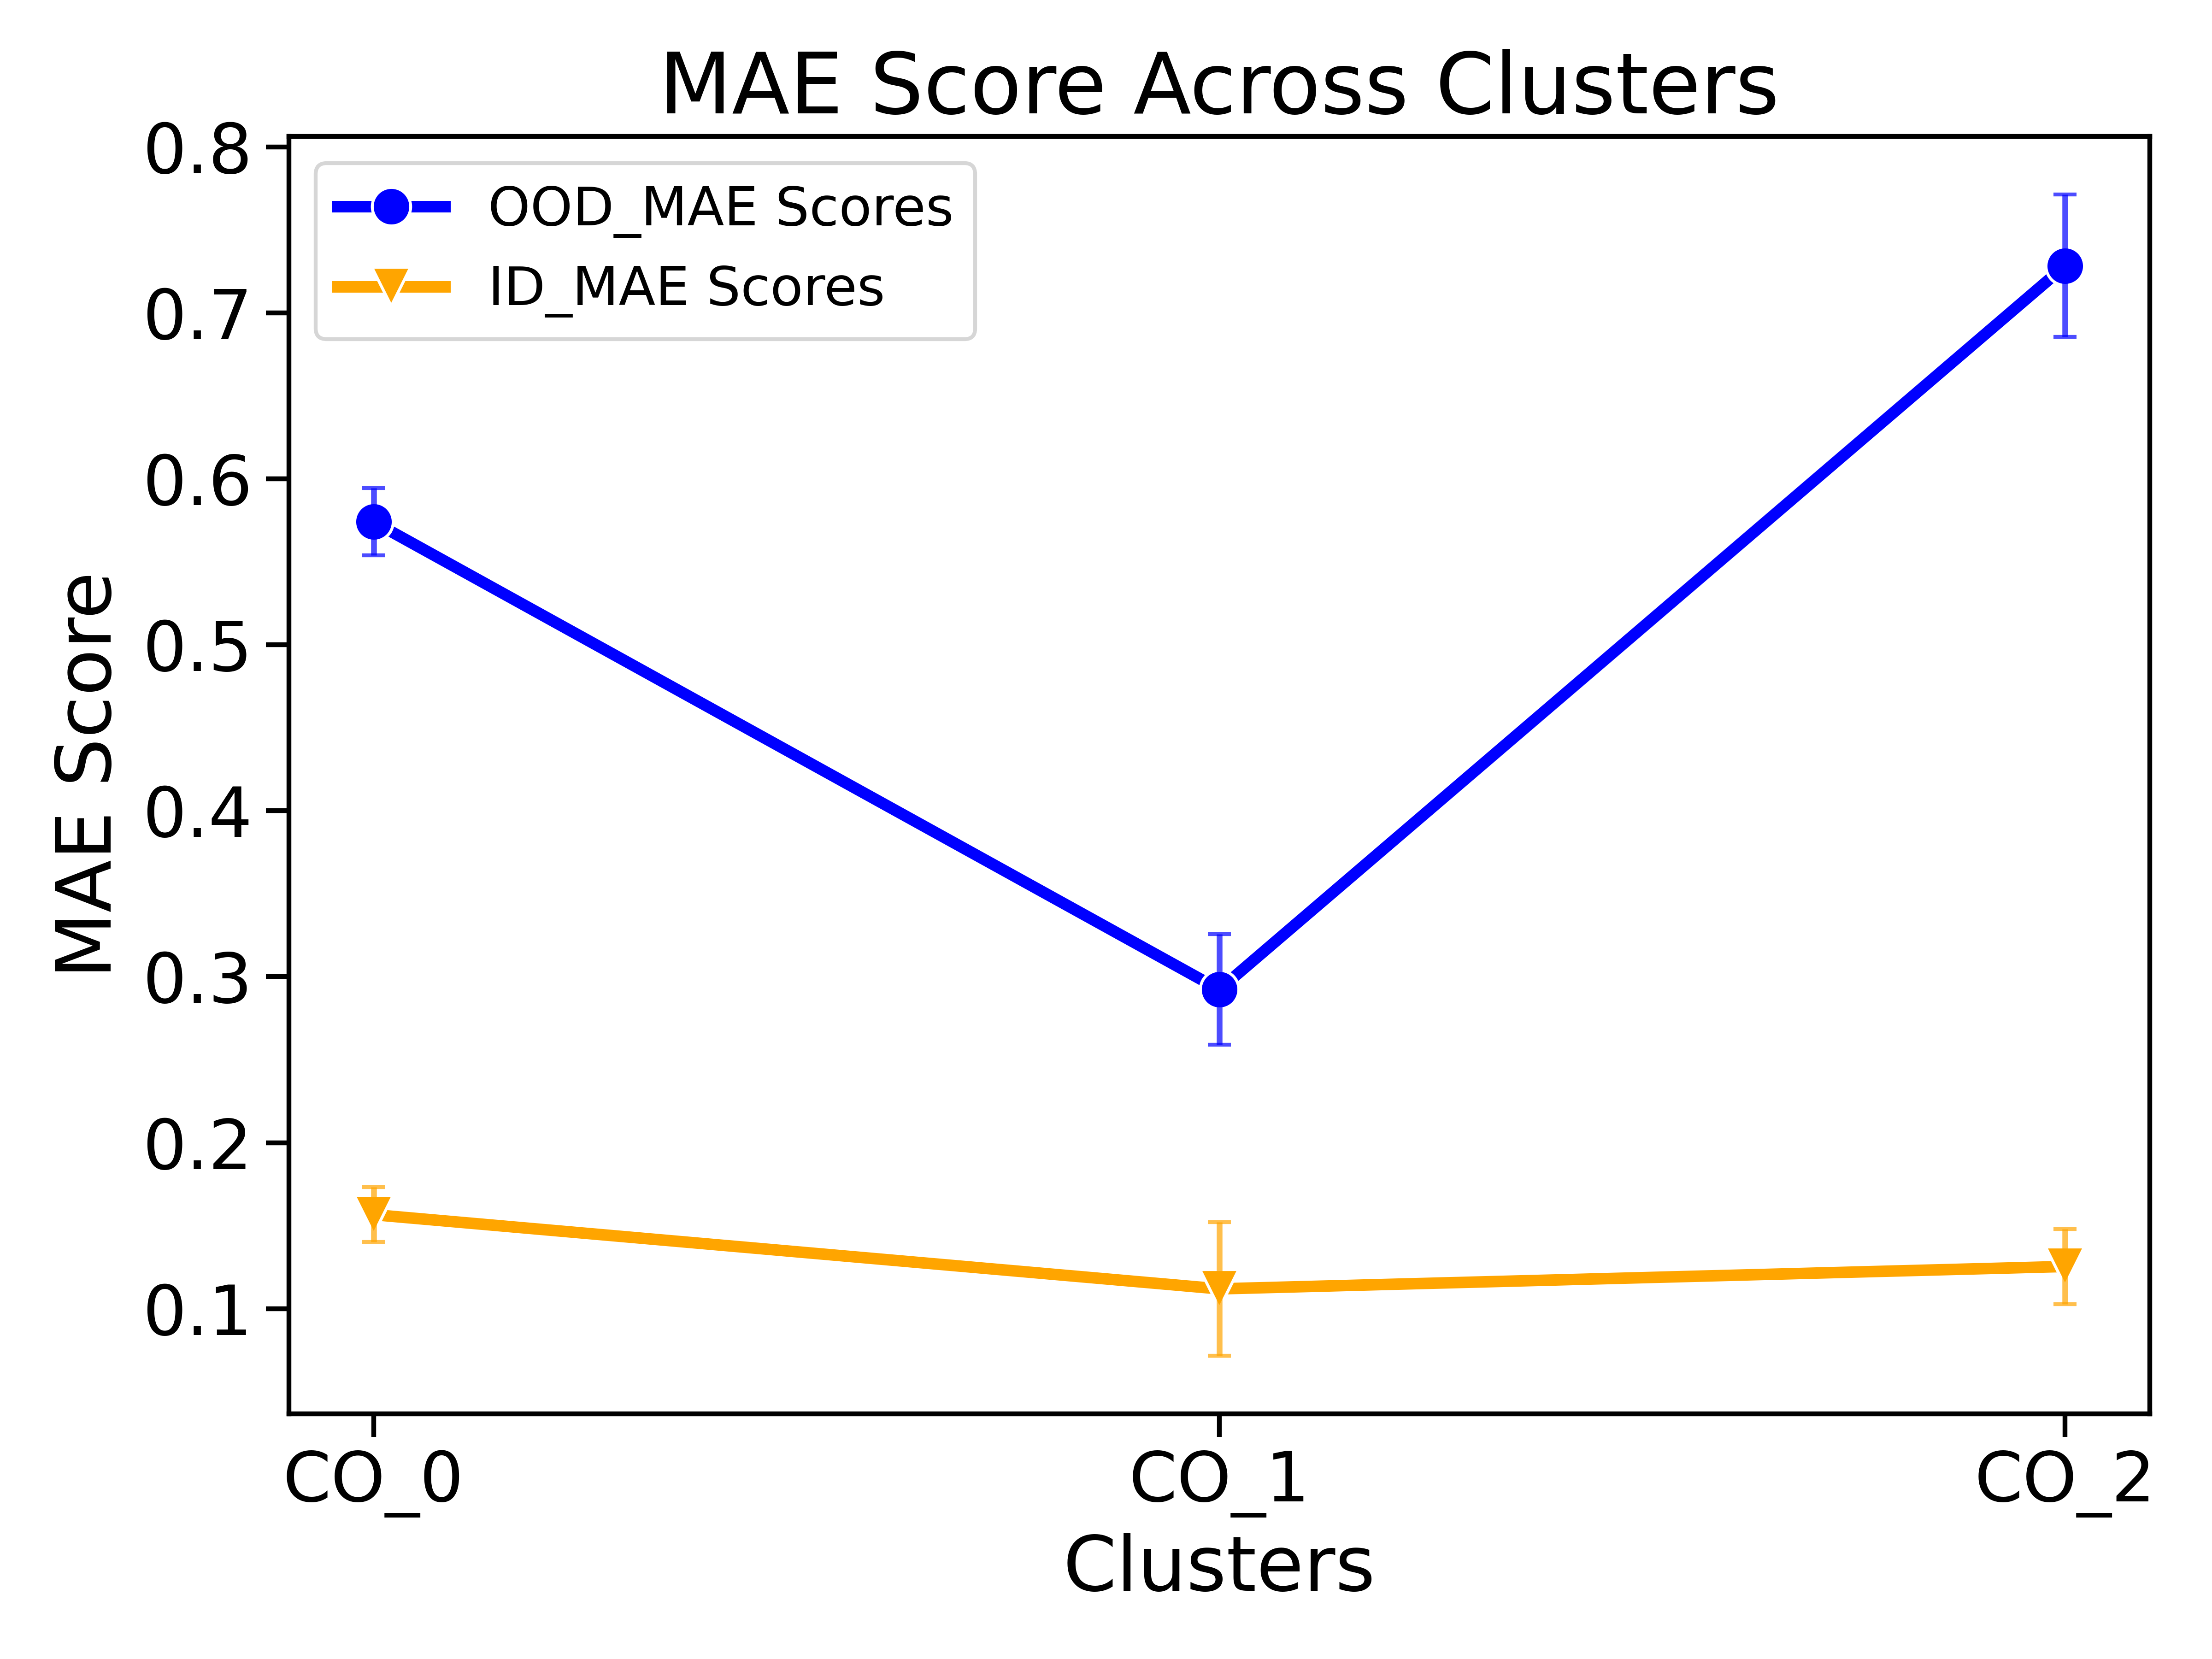 MAE Score Across Clusters
OOD_MAE Scores
ID_MAE Scores
MAE Score
0.8
0.7
0.6
0.5
0.4
0.3
0.2
0.1
CO_0
CO_1
CO_2
Clusters